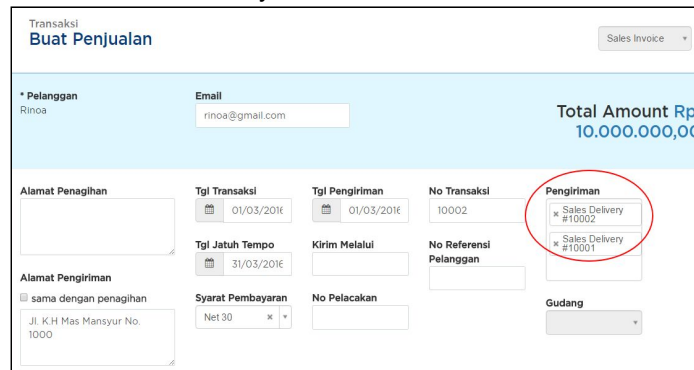 Transaksi
Buat Penjualan
Sales Invoice
* Pelanggan
Rinoa
Email
rinoa@gmail.com
Total Amount Rp
10.000.000,00
Alamat Penagihan
Tgl Transaksi
01/03/2016
Tgl Pengiriman
01/03/2016
No Transaksi
10002
Pengiriman
× Sales Delivery
#10002
× Sales Delivery
#10001
Tgl Jatuh Tempo
31/03/2016
Kirim Melalui
No Referensi
Pelanggan
Alamat Pengiriman
sama dengan penagihan
Jl. K.H Mas Mansyur No.
1000
Syarat Pembayaran
Net 30 ×
No Pelacakan
Gudang